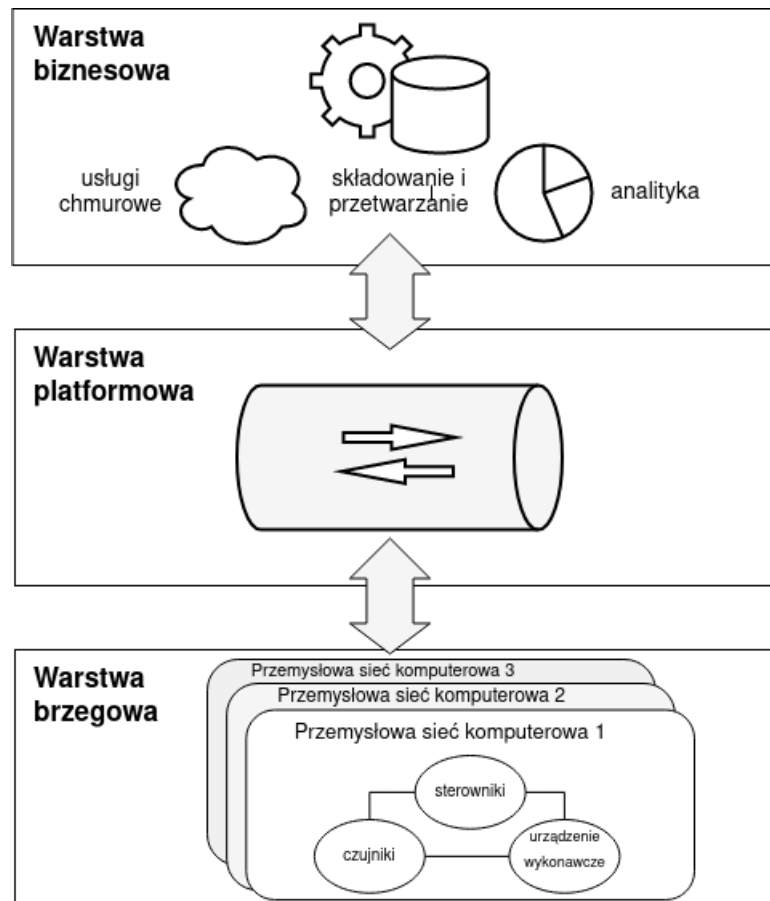 Warstwa
biznesowa
usługi
chmurowe
składowanie i
przetwarzanie
analityka
Warstwa
platformowa
Warstwa
brzegowa
Przemysłowa sieć komputerowa 3
Przemysłowa sieć komputerowa 2
Przemysłowa sieć komputerowa 1
sterowniki
czujniki
urządzenie
wykonawcze